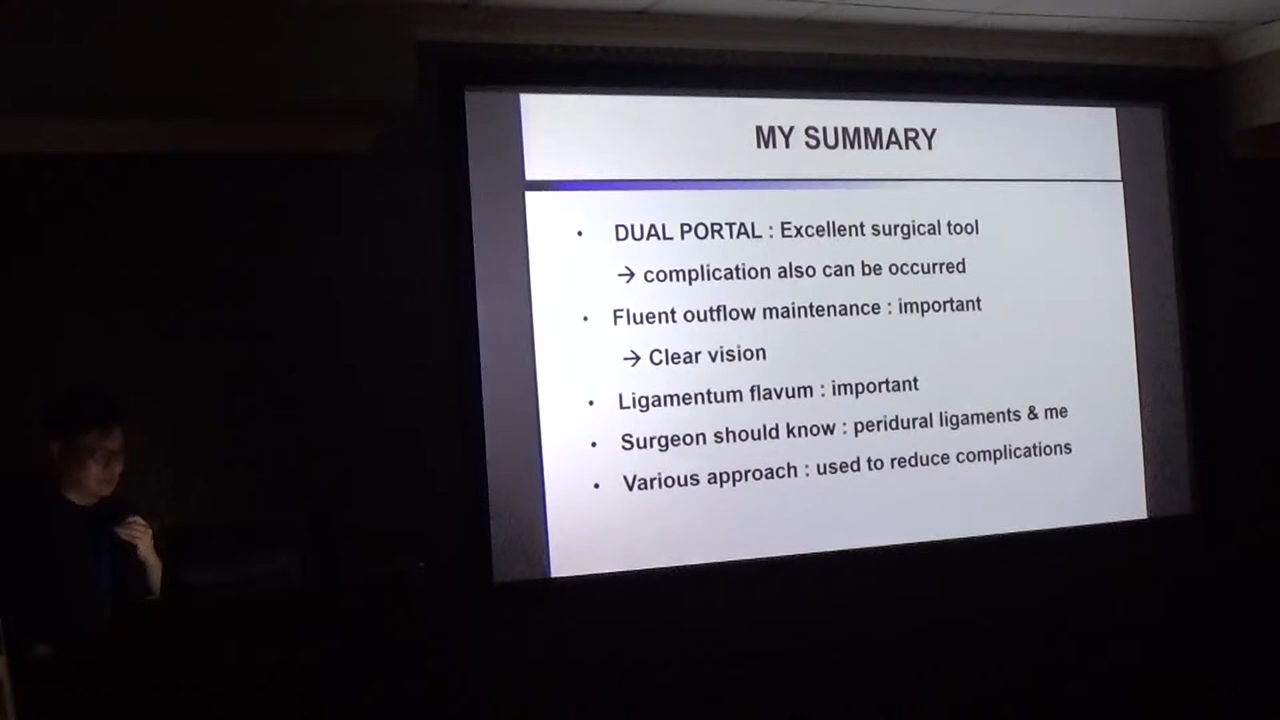 MY SUMMARY
• DUAL PORTAL : Excellent surgical tool
→ complication also can be occurred
• Fluent outflow maintenance : important
→ Clear vision
• Ligamentum flavum : important
• Surgeon should know : peridural ligaments & me
• Various approach : used to reduce complications